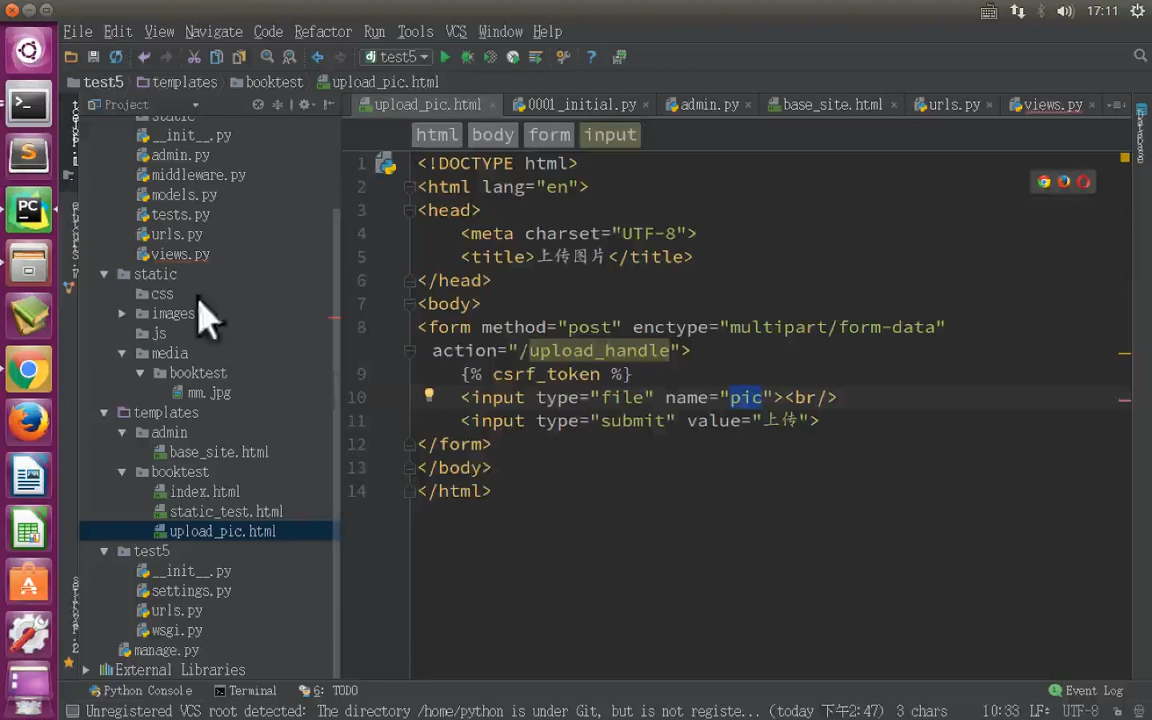 17:11
File Edit View Navigate Code Refactor Run Tools VCS Window Help
dj test5
test5 templates booktest upload_pic.html
Project
upload_pic.html 0001_initial.py admin.py base_site.html urls.py views.py
html body form input
static
__init__.py
admin.py
middleware.py
models.py
tests.py
urls.py
views.py
static
css
images
js
media
booktest
mm.jpg
templates
admin
base_site.html
booktest
index.html
static_test.html
upload_pic.html
test5
__init__.py
settings.py
urls.py
wsgi.py
manage.py
External Libraries
1 <!DOCTYPE html>
2 <html lang="en">
3 <head>
4 <meta charset="UTF-8">
5 <title>上传图片</title>
6 </head>
7 <body>
8 <form method="post" enctype="multipart/form-data"
action="/upload_handle">
9 {% csrf_token %}
10 <input type="file" name="pic"><br/>
11 <input type="submit" value="上传">
12 </form>
13 </body>
14 </html>
Python Console Terminal 6: TODO Event Log
Unregistered VCS root detected: The directory /home/python is under Git, but is not registe... (today 下午2:47) 3 chars 10:33 LF÷ UTF-8